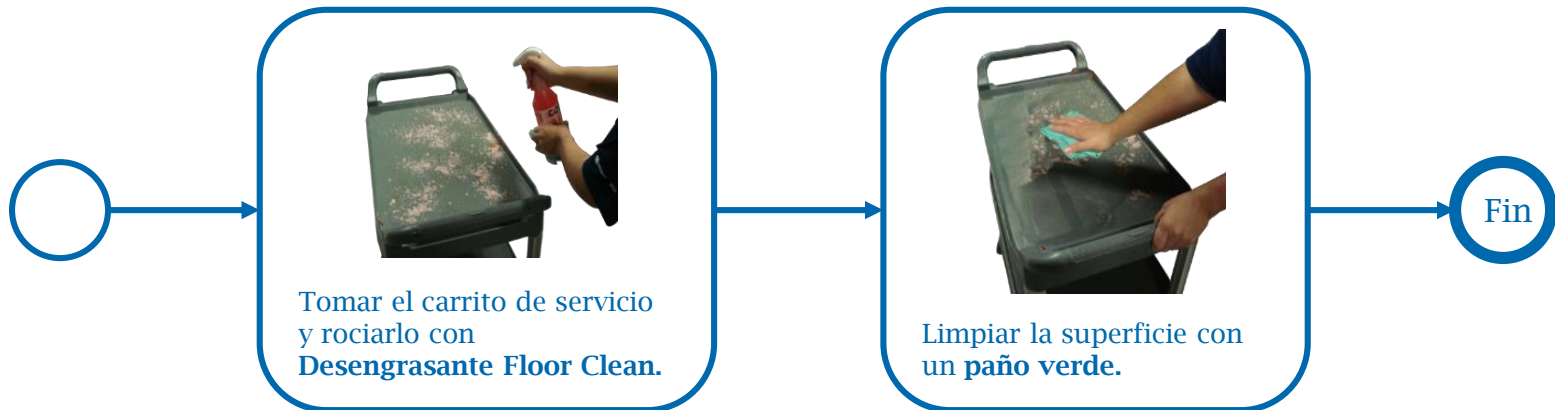 Tomar el carrito de servicio
y rociarlo con
Desengrasante Floor Clean.
Limpiar la superficie con
un paño verde.
Fin